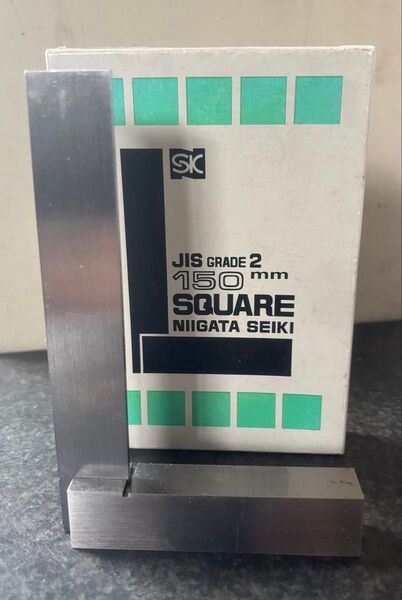 SK
JIS GRADE 2
150 mm
SQUARE
NIIGATA SEIKI